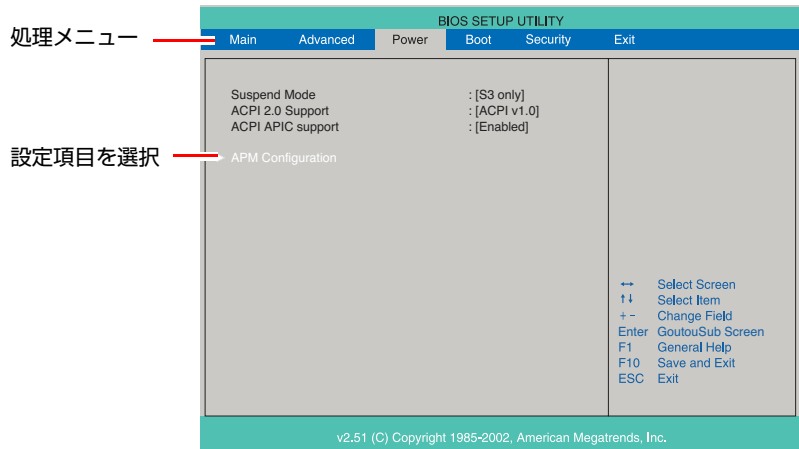 BIOS SETUP UTILITY
処理メニュー
Main Advanced Power Boot Security Exit
Suspend Mode : [S3 only]
ACPI 2.0 Support : [ACPI v1.0]
ACPI APIC support : [Enabled]
設定項目を選択
APM Configuration
↔ Select Screen
↑↓ Select Item
+ - Change Field
Enter GoutouSub Screen
F1 General Help
F10 Save and Exit
ESC Exit
v2.51 (C) Copyright 1985-2002, American Megatrends, Inc.